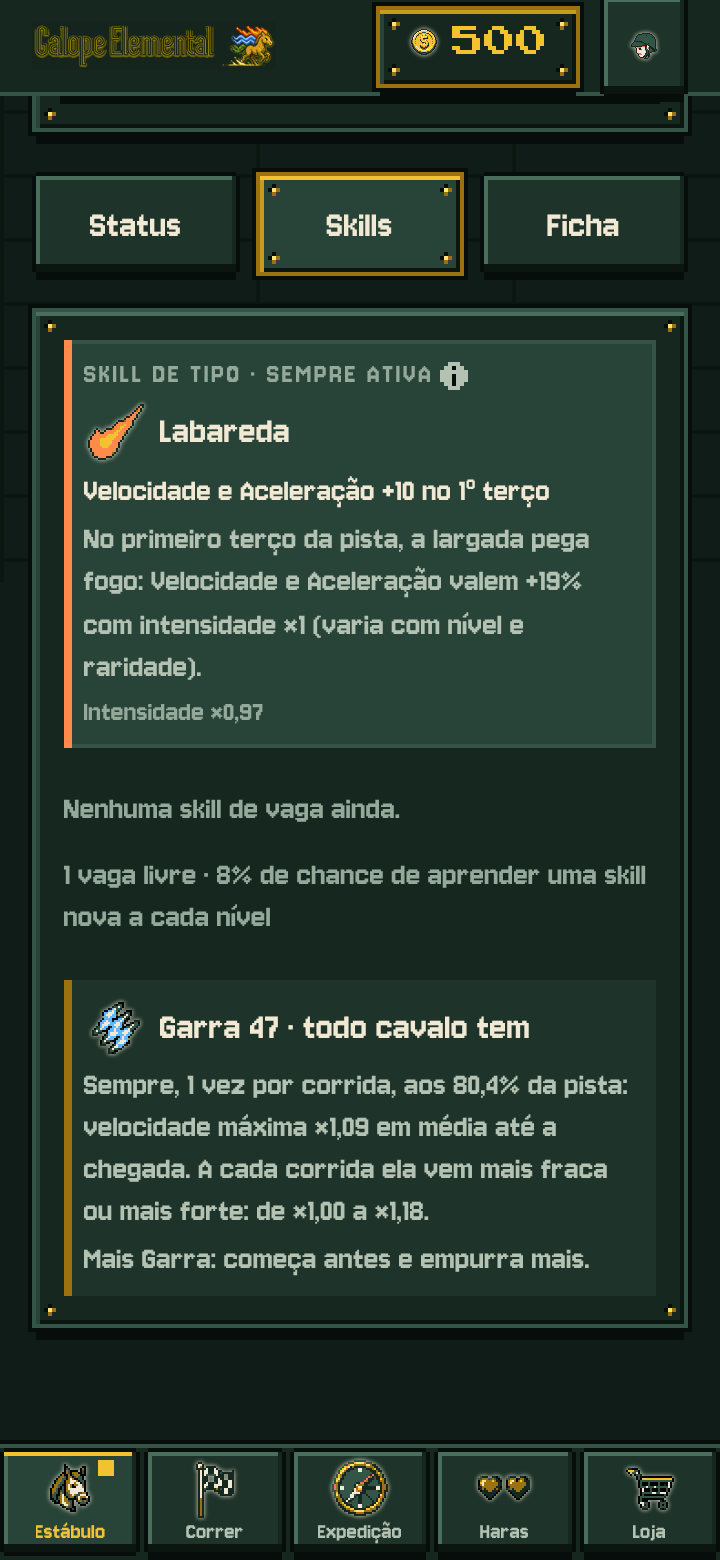 Galope Elemental
500
Status
Skills
Ficha
SKILL DE TIPO · SEMPRE ATIVA
Labareda
Velocidade e Aceleração +10 no 1º terço
No primeiro terço da pista, a largada pega
fogo: Velocidade e Aceleração valem +19%
com intensidade ×1 (varia com nível e
raridade).
Intensidade ×0,97
Nenhuma skill de vaga ainda.
1 vaga livre · 8% de chance de aprender uma skill
nova a cada nível
Garra 47 · todo cavalo tem
Sempre, 1 vez por corrida, aos 80,4% da pista:
velocidade máxima ×1,09 em média até a
chegada. A cada corrida ela vem mais fraca
ou mais forte: de ×1,00 a ×1,18.
Mais Garra: começa antes e empurra mais.
Estábulo
Correr
Expedição
Haras
Loja